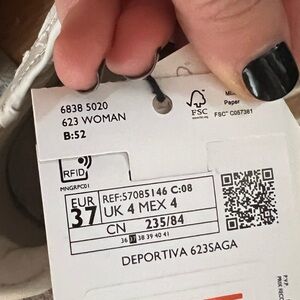 6838 5020
623 WOMAN
B:52
FSC
Paper
FSC® C057381
RFID
MNGRPCD1
EUR
37
REF:57085146 C:08
UK 4 MEX 4
CN 235/84
36 37 38 39 40 41
DEPORTIVA 623SAGA